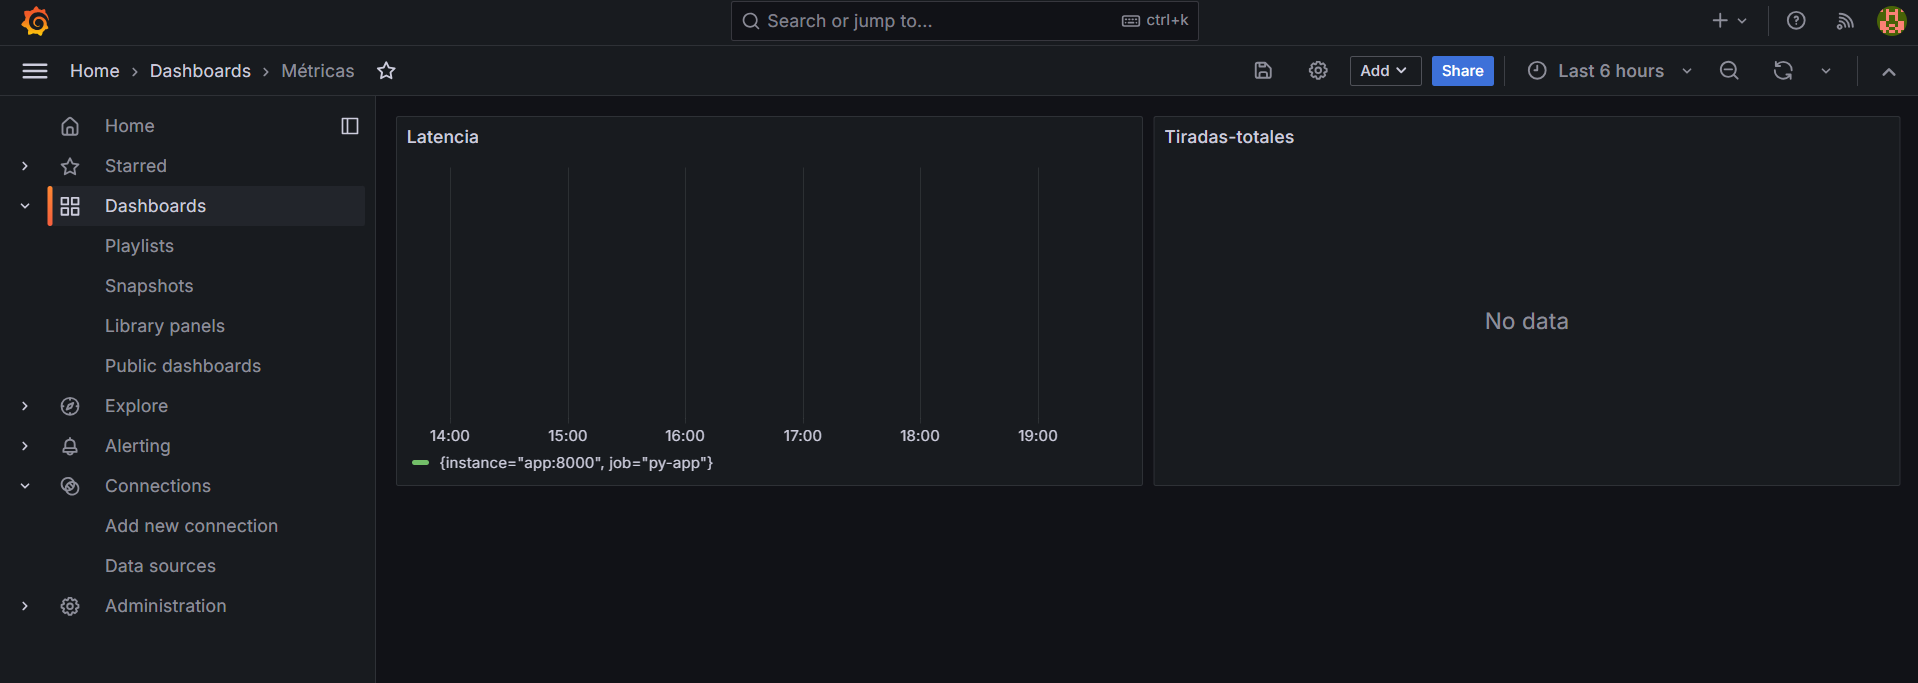 Search or jump to... ctrl+k
Home › Dashboards › Métricas
Add
Share
Last 6 hours
Home
Starred
Dashboards
Playlists
Snapshots
Library panels
Public dashboards
Explore
Alerting
Connections
Add new connection
Data sources
Administration
Latencia
14:00 15:00 16:00 17:00 18:00 19:00
{instance="app:8000", job="py-app"}
Tiradas-totales
No data